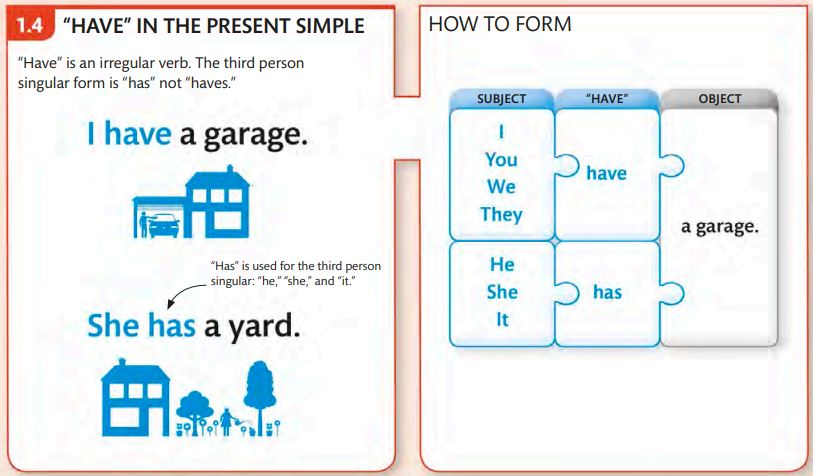 1.4 “HAVE” IN THE PRESENT SIMPLE
“Have” is an irregular verb. The third person
singular form is “has” not “haves.”
I have a garage.
“Has” is used for the third person
singular: “he,” “she,” and “it.”
She has a yard.
HOW TO FORM
SUBJECT “HAVE” OBJECT
I
You
We
They
have
He
She
It
has
a garage.